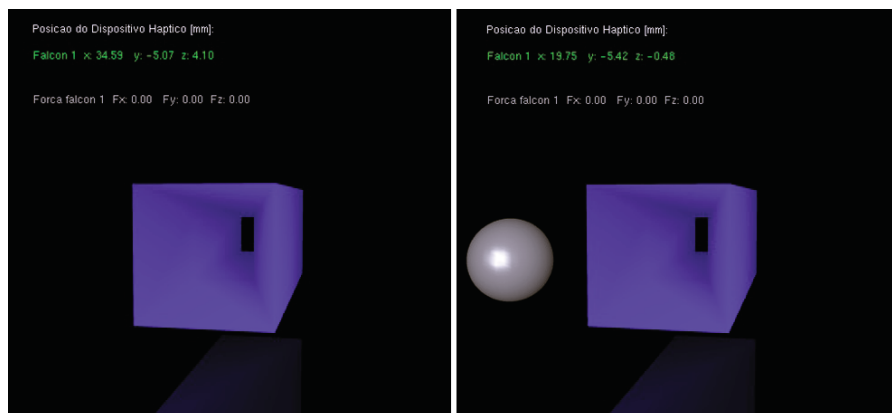 Posicao do Dispositivo Haptico [mm]:
Falcon 1 x: 34.59 y: -5.07 z: 4.10
Forca falcon 1 Fx: 0.00 Fy: 0.00 Fz: 0.00
Posicao do Dispositivo Haptico [mm]:
Falcon 1 x: 19.75 y: -5.42 z: -0.48
Forca falcon 1 Fx: 0.00 Fy: 0.00 Fz: 0.00